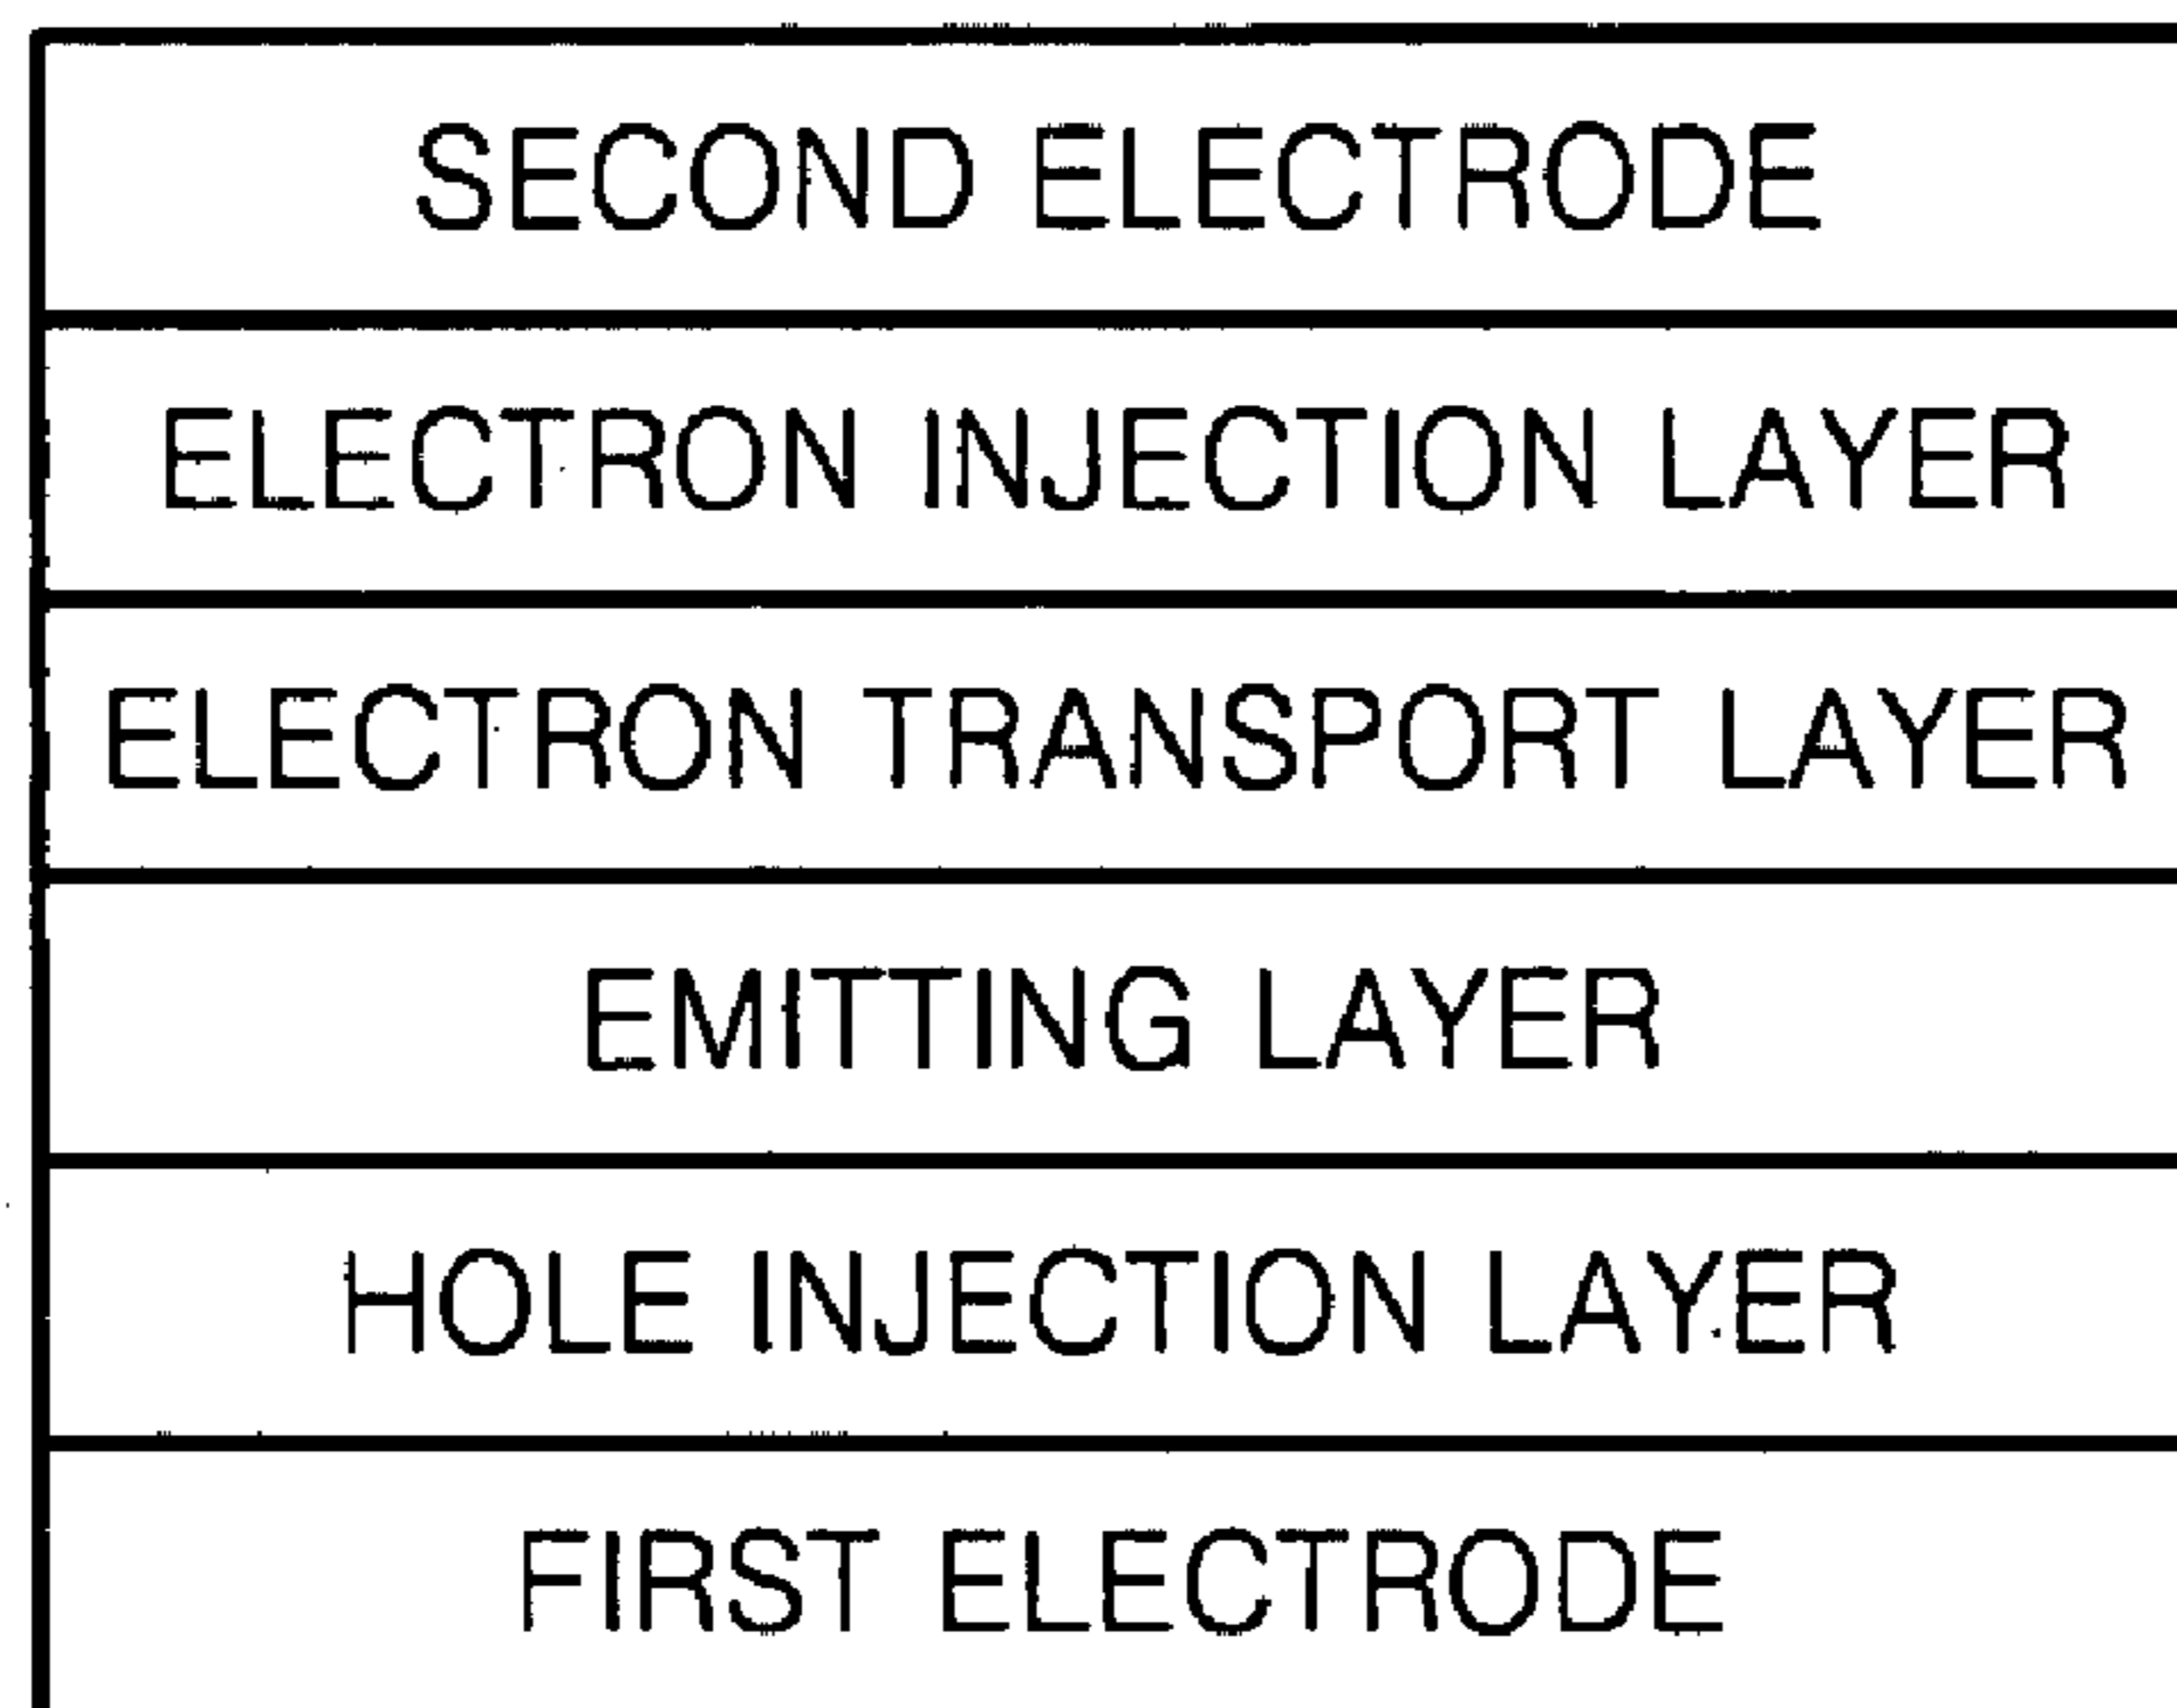 SECOND ELECTRODE
ELECTRON INJECTION LAYER
ELECTRON TRANSPORT LAYER
EMITTING LAYER
HOLE INJECTION LAYER
FIRST ELECTRODE